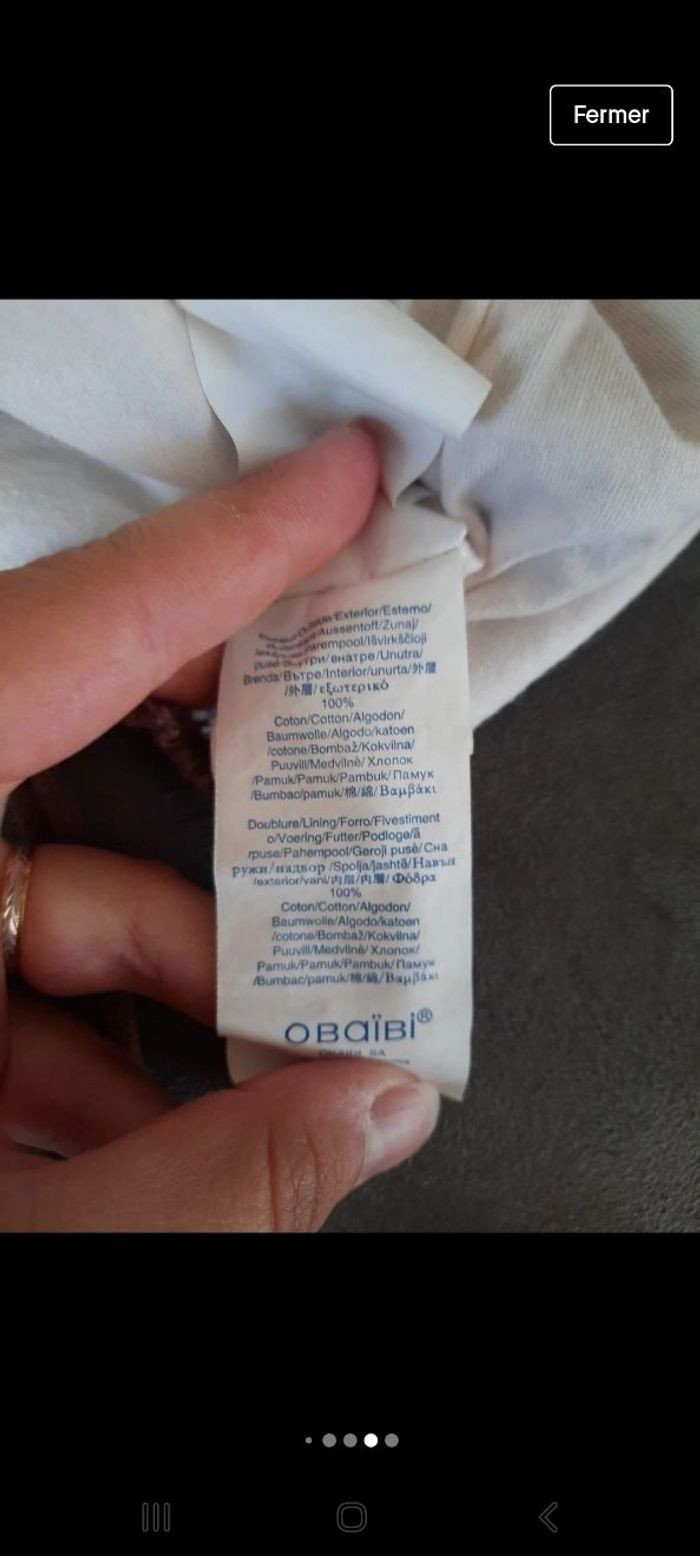 Fermer
Exterior/Esterno/
Aussentoff/Zunaj/
/Išvirkščioji
внатре/Unutra/
Brenda/Вътре/Interior/unurta/外層
/外層/εξωτερικό
100%
Coton/Cotton/Algodon/
Baumwolle/Algodo/katoen
/cotone/Bombaž/Kokvilna/
Puuvill/Medvilnė/ Хлопок
/Pamuk/Pamuk/Pambuk/Памук
/Bumbac/pamuk/棉/綿/Βαμβάκι
Doublure/Lining/Forro/Fivestiment
o/Voering/Futter/Podloge/ā
rpuse/Pahempool/Geroji pusė/Сна
ружи/надвор/Spolja/Jashtë/Навън
/exterior/vani/内层/内層/Φόδρα
100%
Coton/Cotton/Algodon/
Baumwolle/Algodo/katoen
/cotone/Bombaž/Kokvilna/
Puuvill/Medvilnė/ Хлопок/
Pamuk/Pamuk/Pambuk/Памук
/Bumbac/pamuk/棉/綿/Βαμβάκι
OBaïBi®